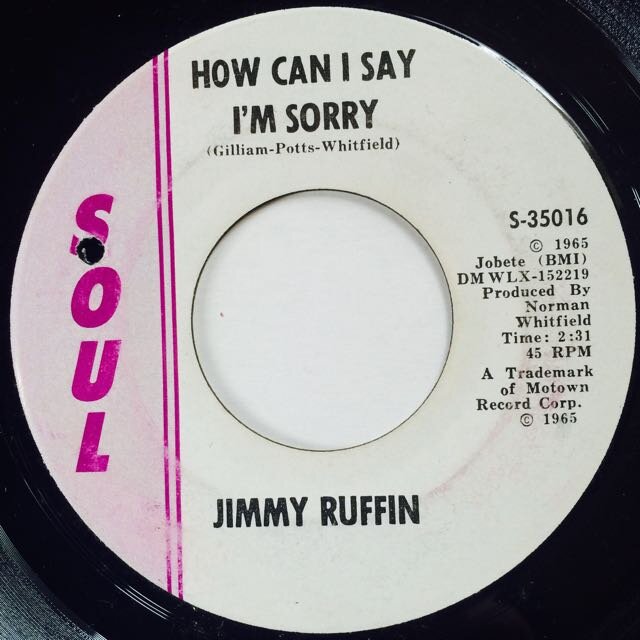 HOW CAN I SAY
I'M SORRY
(Gilliam-Potts-Whitfield)
SOUL
S-35016
© 1965
Jobete (BMI)
DM WLX-152219
Produced By
Norman
Whitfield
Time: 2:31
45 RPM
A Trademark
of Motown
Record Corp.
© 1965
JIMMY RUFFIN